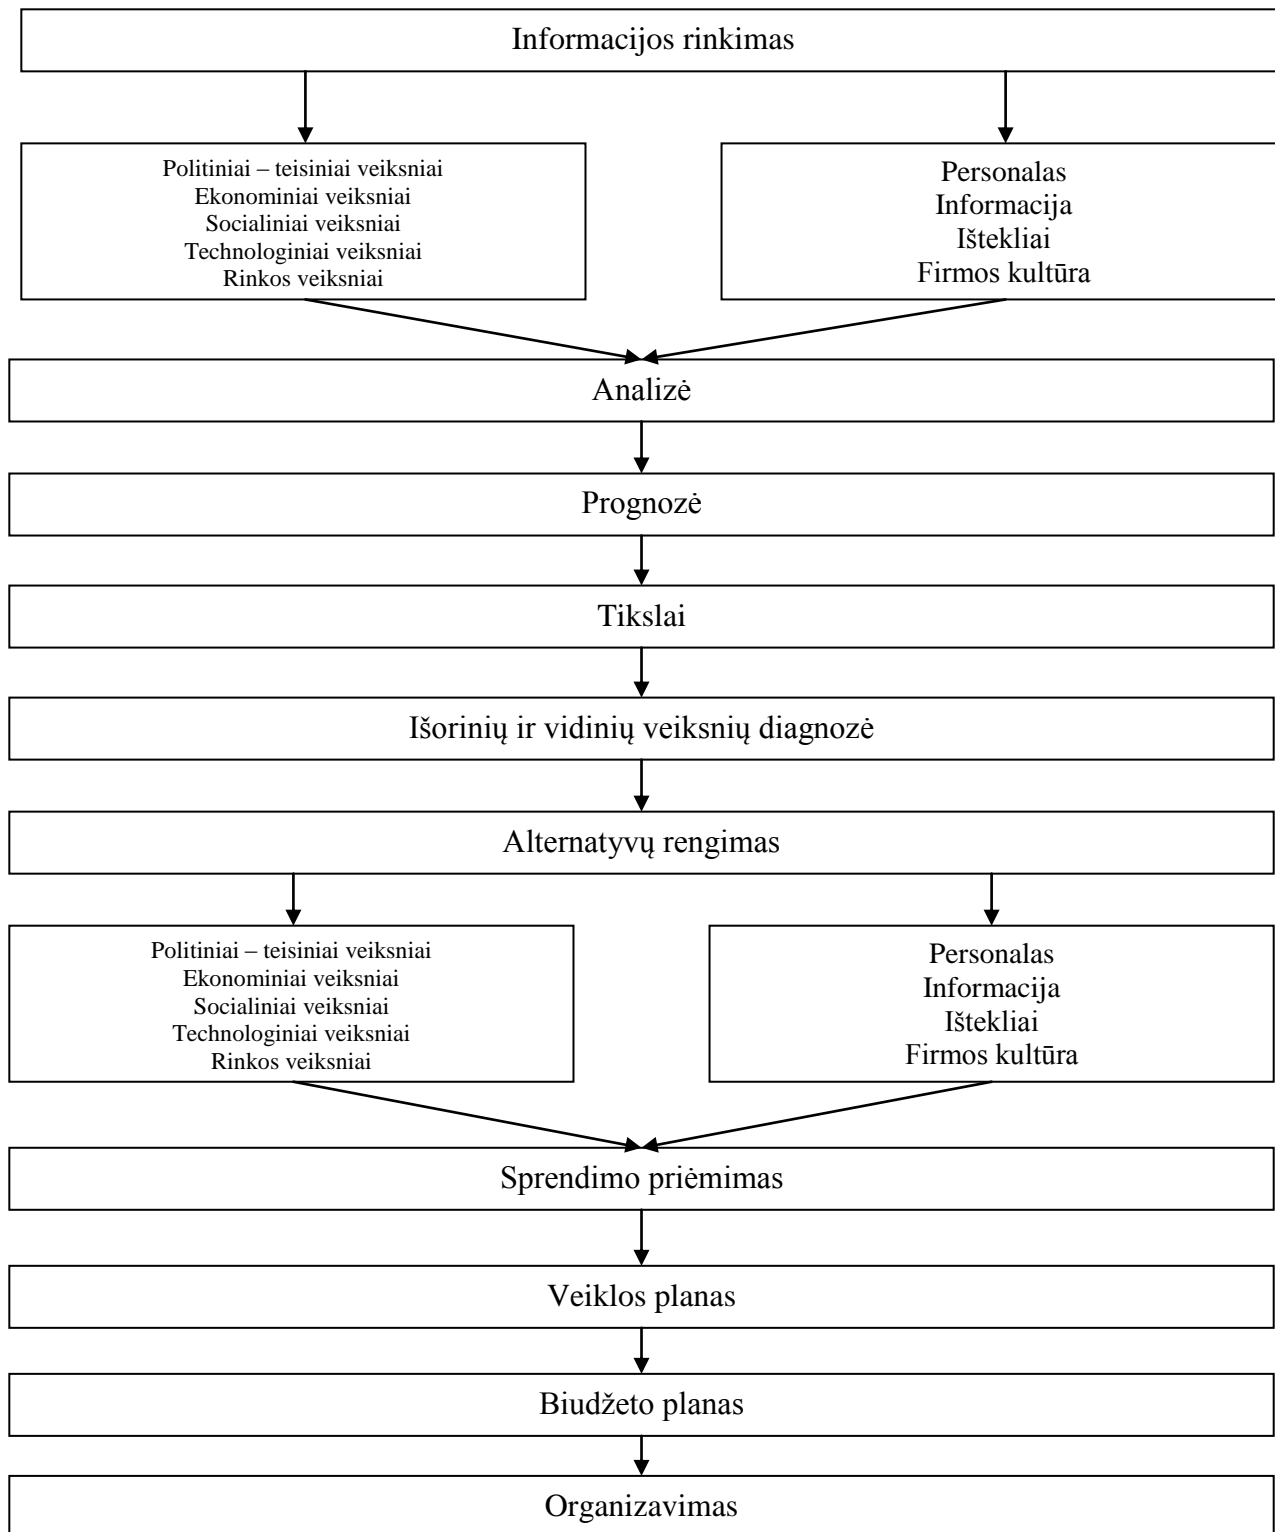 Informacijos rinkimas
Politiniai – teisiniai veiksniai
Ekonominiai veiksniai
Socialiniai veiksniai
Technologiniai veiksniai
Rinkos veiksniai
Personalas
Informacija
Ištekliai
Firmos kultūra
Analizė
Prognozė
Tikslai
Išorinių ir vidinių veiksnių diagnozė
Alternatyvų rengimas
Politiniai – teisiniai veiksniai
Ekonominiai veiksniai
Socialiniai veiksniai
Technologiniai veiksniai
Rinkos veiksniai
Personalas
Informacija
Ištekliai
Firmos kultūra
Sprendimo priėmimas
Veiklos planas
Biudžeto planas
Organizavimas